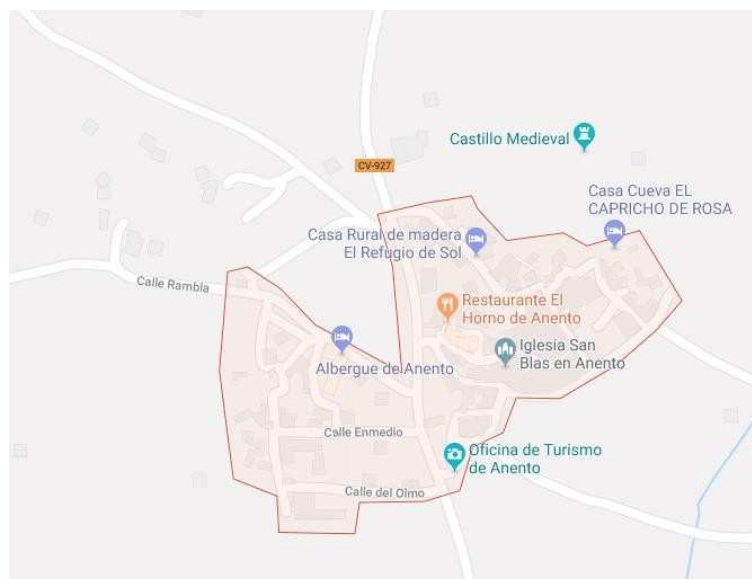 Castillo Medieval
CV-927
Casa Cueva EL
CAPRICHO DE ROSA
Casa Rural de madera
El Refugio de Sol
Calle Rambla
Restaurante El
Horno de Anento
Iglesia San
Blas en Anento
Albergue de Anento
Calle Enmedio
Oficina de Turismo
de Anento
Calle del Olmo